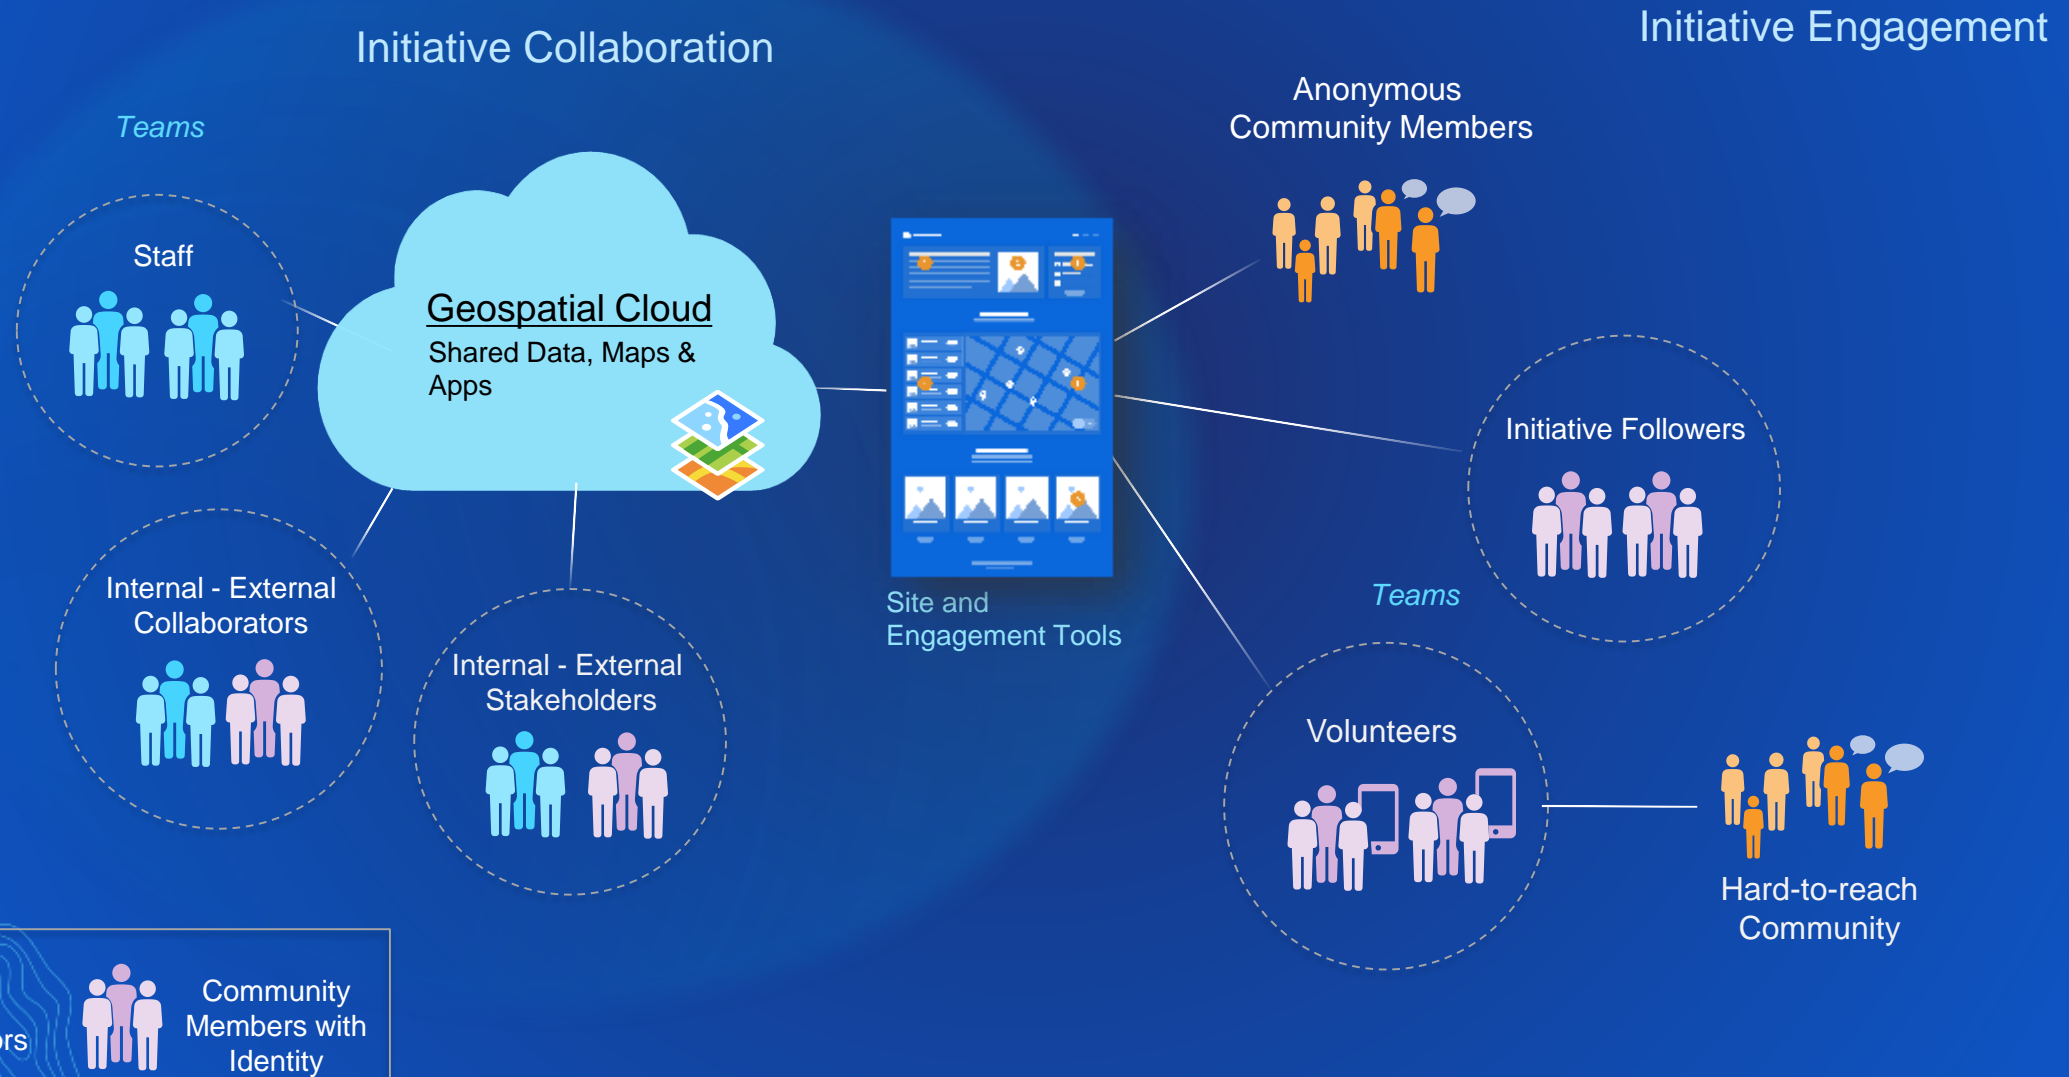 Initiative Collaboration
Initiative Engagement
Teams
Anonymous
Community Members
Staff
Geospatial Cloud
Shared Data, Maps &
Apps
Initiative Followers
Internal - External
Collaborators
Site and
Engagement Tools
Teams
Internal - External
Stakeholders
Volunteers
Hard-to-reach
Community
Community
Members with
Identity